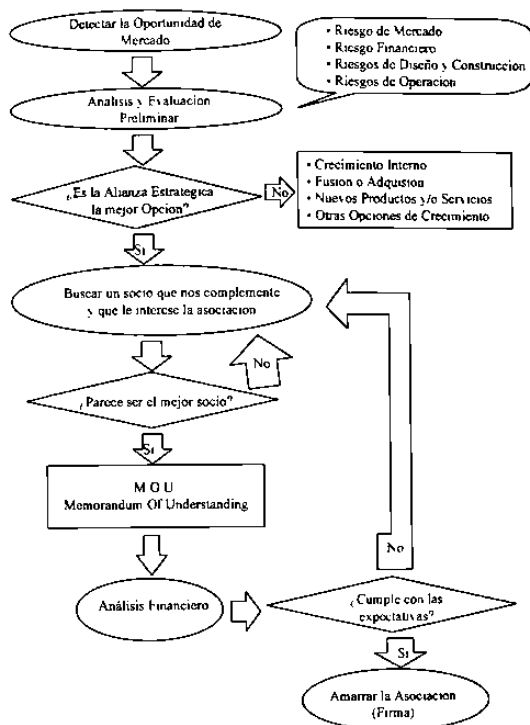 Detectar la Oportunidad de
Mercado
• Riesgo de Mercado
• Riesgo Financiero
• Riesgos de Diseño y Construccion
• Riesgos de Operacion
Analisis y Evaluacion
Preliminar
¿Es la Alianza Estrategica
la mejor Opcion?
No
• Crecimiento Interno
• Fusion o Adquision
• Nuevos Productos y/o Servicios
• Otras Opciones de Crecimiento
Si
Buscar un socio que nos complemente
y que le interese la asociacion
No
¿Parece ser el mejor socio?
Si
M O U
Memorandum Of Understanding
No
Análisis Financiero
¿Cumple con las
expectativas?
Si
Amarrar la Asociacion
(Firma)